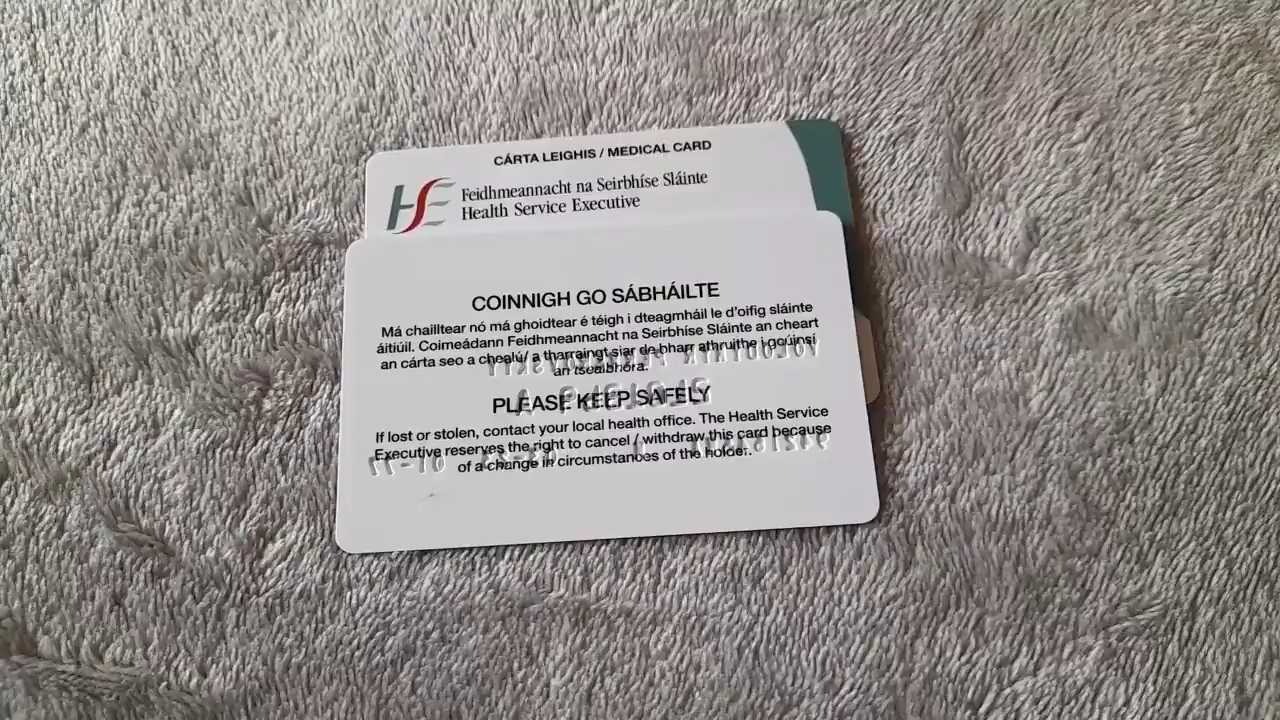 CÁRTA LEIGHIS / MEDICAL CARD
HSE Feidhmeannacht na Seirbhíse Sláinte
Health Service Executive
COINNIGH GO SÁBHÁILTE
Má chailltear nó má ghoidtear é téigh i dteagmháil le d'oifig sláinte
áitiúil. Coimeádann Feidhmeannacht na Seirbhíse Sláinte an cheart
an cárta seo a chealú/ a tharraingt siar de bharr athruithe i gcúinsí
an tsealbhóra.
PLEASE KEEP SAFELY
If lost or stolen, contact your local health office. The Health Service
Executive reserves the right to cancel / withdraw this card because
of a change in circumstances of the holder.